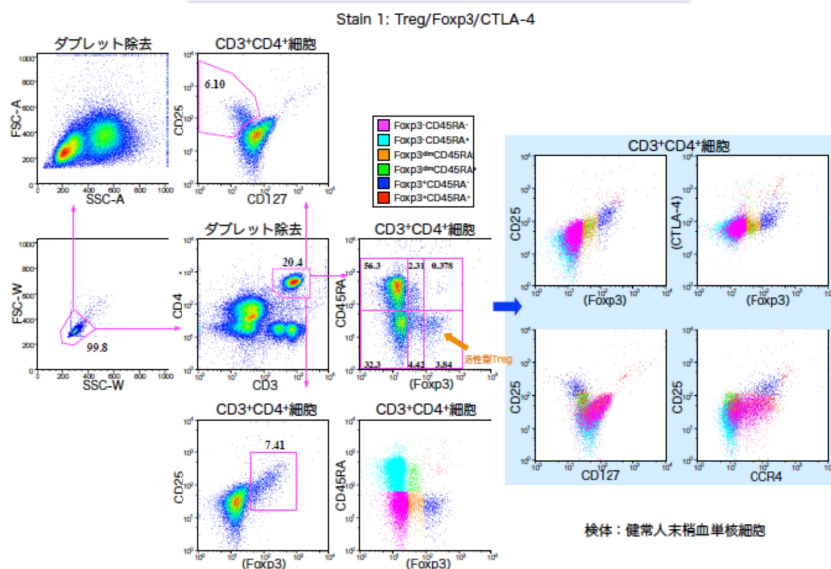 Stain 1: Treg/Foxp3/CTLA-4
ダブレット除去
CD3⁺CD4⁺細胞
FSC-A
SSC-A
6.10
CD25
CD127
Foxp3⁻CD45RA⁻
Foxp3⁻CD45RA⁺
Foxp3ᵈⁱᵐCD45RA⁻
Foxp3ᵈⁱᵐCD45RA⁺
Foxp3⁺CD45RA⁻
Foxp3⁺CD45RA⁺
FSC-W
SSC-W
99.8
ダブレット除去
20.4
CD4
CD3
CD3⁺CD4⁺細胞
56.3 2.31 0.378
CD45RA
32.3 4.42 3.84
(Foxp3)
活性型Treg
CD3⁺CD4⁺細胞
7.41
CD25
(Foxp3)
CD3⁺CD4⁺細胞
CD45RA
(Foxp3)
CD3⁺CD4⁺細胞
CD25
(Foxp3)
(CTLA-4)
(Foxp3)
CD25
CD127
CD25
CCR4
検体：健常人末梢血単核細胞